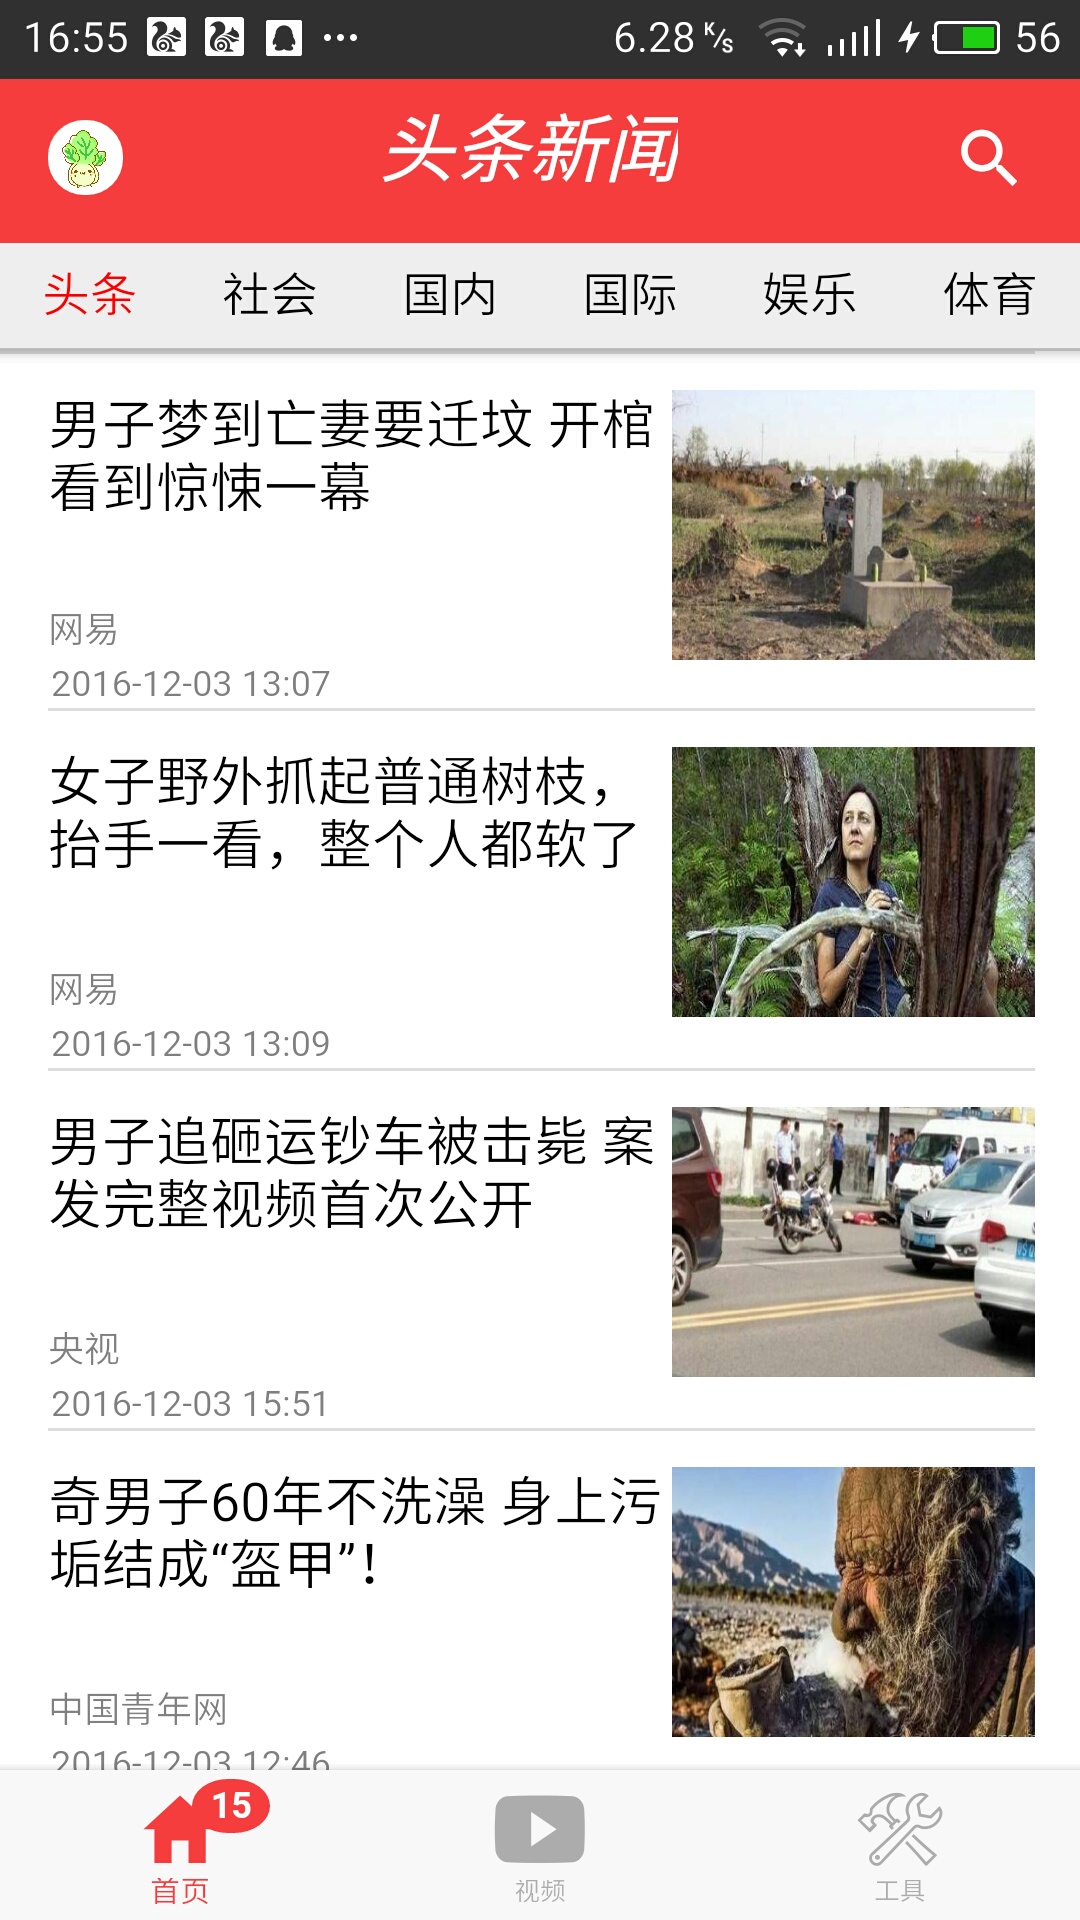 16:55 6.28 K/s 56
头条新闻
头条 社会 国内 国际 娱乐 体育
男子梦到亡妻要迁坟 开棺
看到惊悚一幕
网易
2016-12-03 13:07
女子野外抓起普通树枝，
抬手一看，整个人都软了
网易
2016-12-03 13:09
男子追砸运钞车被击毙 案
发完整视频首次公开
央视
2016-12-03 15:51
奇男子60年不洗澡 身上污
垢结成“盔甲”！
中国青年网
2016-12-03 12:46
15
首页 视频 工具